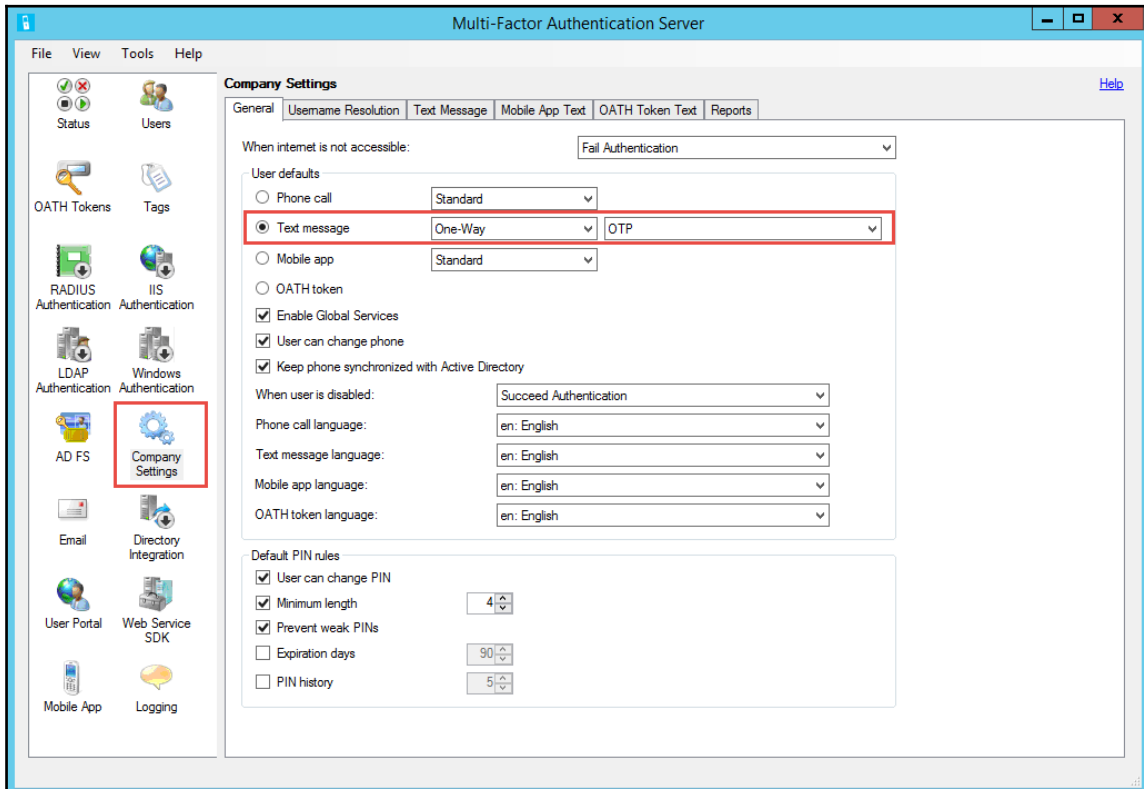 Multi-Factor Authentication Server
File View Tools Help
Status
Users
OATH Tokens
Tags
RADIUS
Authentication
IIS
Authentication
LDAP
Authentication
Windows
Authentication
AD FS
Company
Settings
Email
Directory
Integration
User Portal
Web Service
SDK
Mobile App
Logging
Company Settings
Help
General Username Resolution Text Message Mobile App Text OATH Token Text Reports
When internet is not accessible: Fail Authentication
User defaults
Phone call Standard
Text message One-Way OTP
Mobile app Standard
OATH token
Enable Global Services
User can change phone
Keep phone synchronized with Active Directory
When user is disabled: Succeed Authentication
Phone call language: en: English
Text message language: en: English
Mobile app language: en: English
OATH token language: en: English
Default PIN rules
User can change PIN
Minimum length 4
Prevent weak PINs
Expiration days 90
PIN history 5